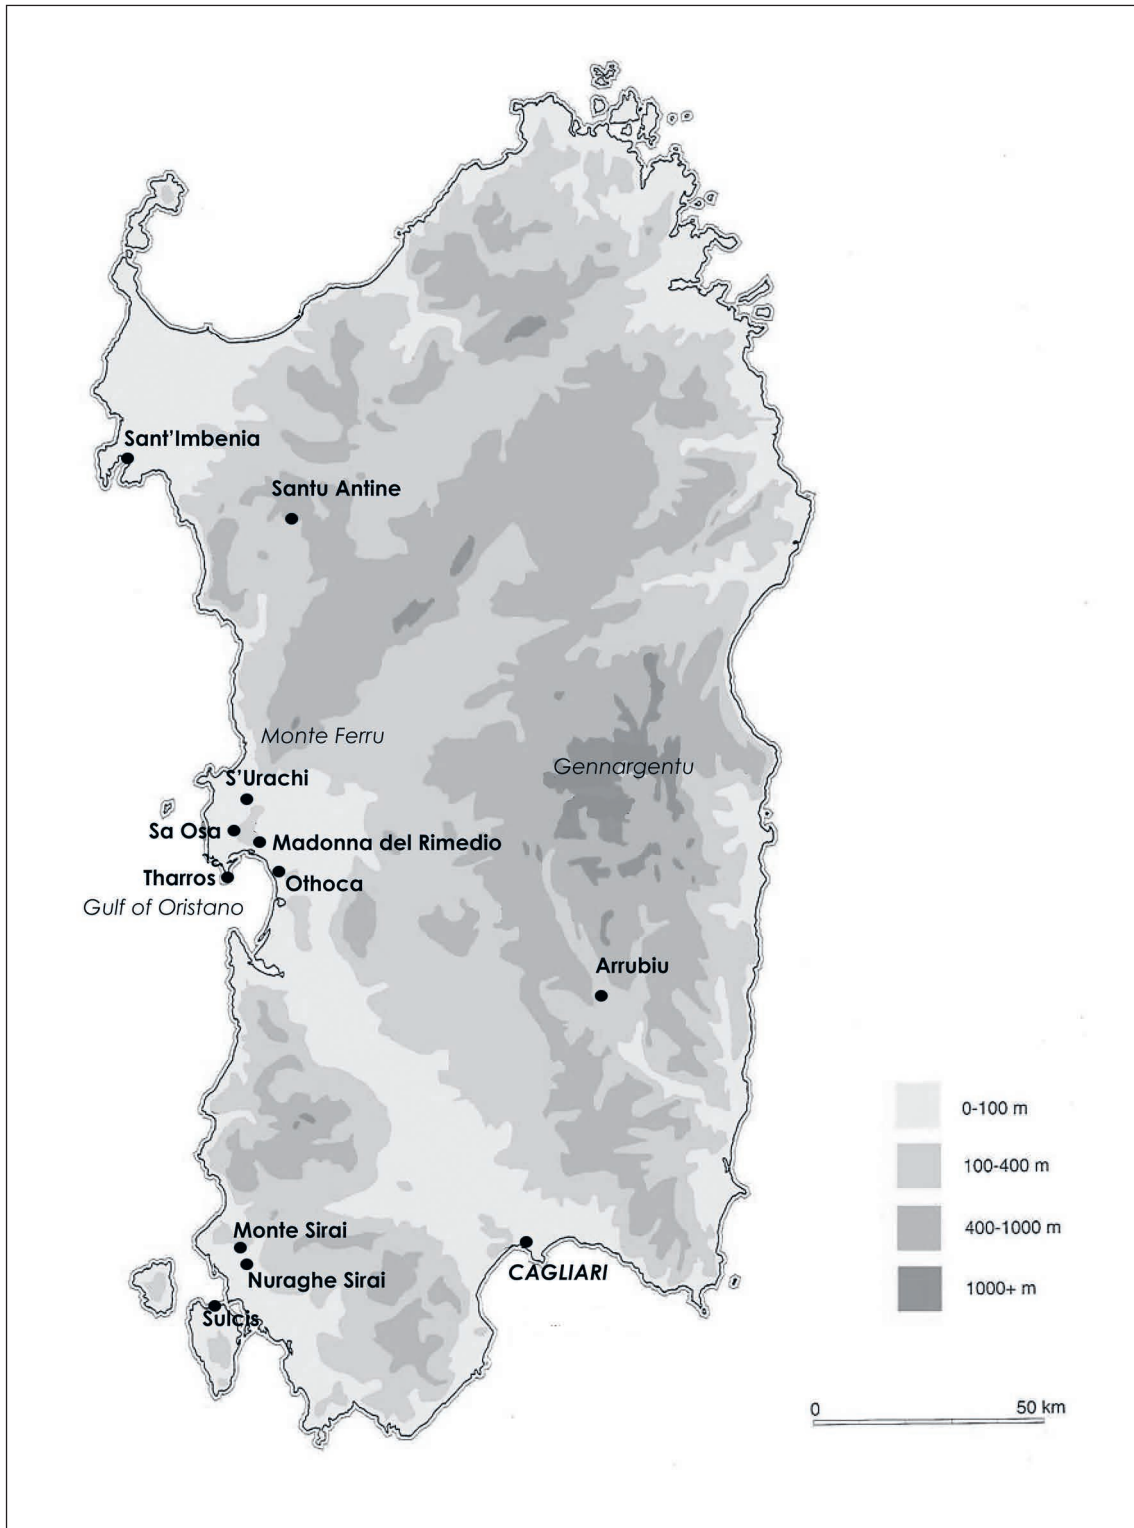 Sant'Imbenia
Santu Antine
Monte Ferru
Gennargentu
S'Urachi
Sa Osa
Madonna del Rimedio
Tharros
Othoca
Gulf of Oristano
Arrubiu
0-100 m
100-400 m
400-1000 m
1000+ m
Monte Sirai
Nuraghe Sirai
CAGLIARI
Sulcis
0
50 km